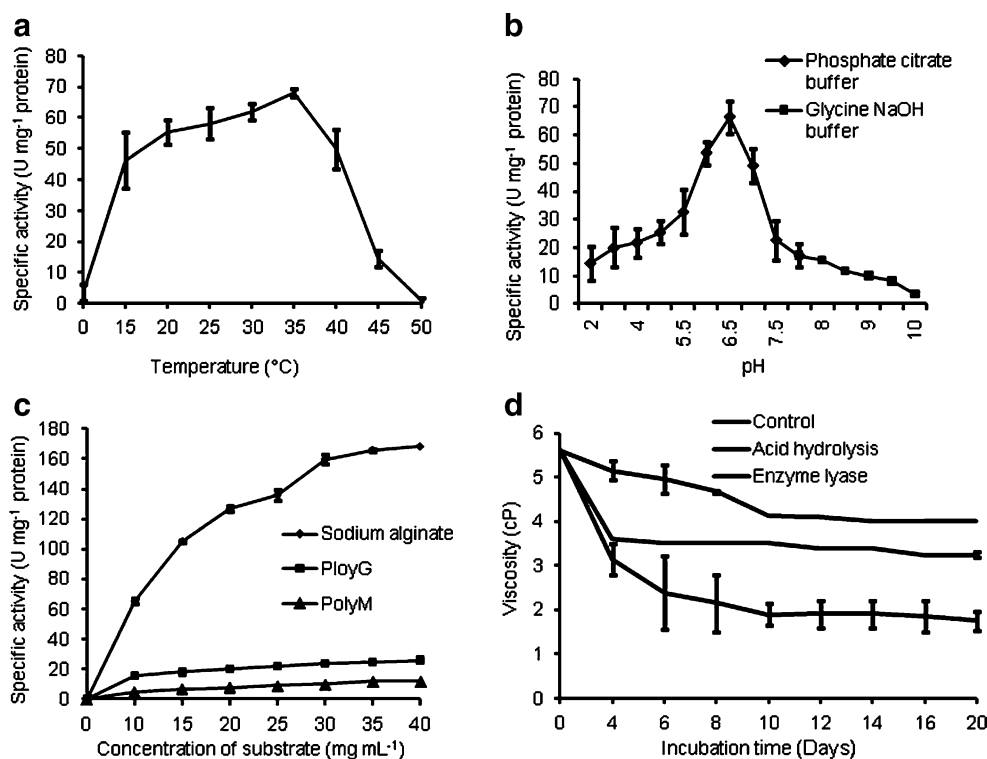 a
Specific activity (U mg-1 protein)
80
70
60
50
40
30
20
10
0
0 15 20 25 30 35 40 45 50
Temperature (°C)
b
Phosphate citrate
buffer
Glycine NaOH
buffer
Specific activity (U mg-1 protein)
80
70
60
50
40
30
20
10
0
2 4 5.5 6.5 7.5 8 9 10
pH
c
Specific activity (U mg-1 protein)
180
160
140
120
100
80
60
40
20
0
Sodium alginate
PloyG
PolyM
0 10 15 20 25 30 35 40
Concentration of substrate (mg mL-1)
d
Control
Acid hydrolysis
Enzyme lyase
Viscosity (cP)
6
5
4
3
2
1
0
0 4 6 8 10 12 14 16 20
Incubation time (Days)